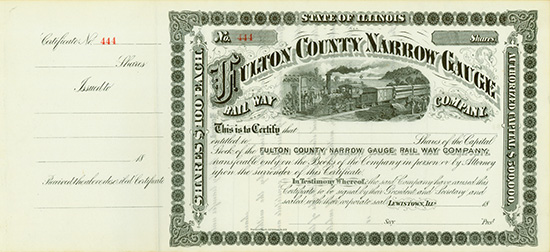 Certificate No. 444
Shares
Issued to
18
Received the above described Certificate
STATE OF ILLINOIS
No. 444
Shares
FULTON COUNTY NARROW GAUGE
RAIL WAY COMPANY.
SHARES $100 EACH.
This is to Certify that
entitled to Shares of the Capital
Stock of the FULTON COUNTY NARROW GAUGE RAIL WAY COMPANY,
transferable only on the Books of the Company in person or by Attorney
upon the surrender of this Certificate.
In Testimony Whereof, the said Company have caused this
Certificate to be signed by their President and Secretary and
sealed with their corporate seal LEWISTOWN, ILLS 18
Secy Prest